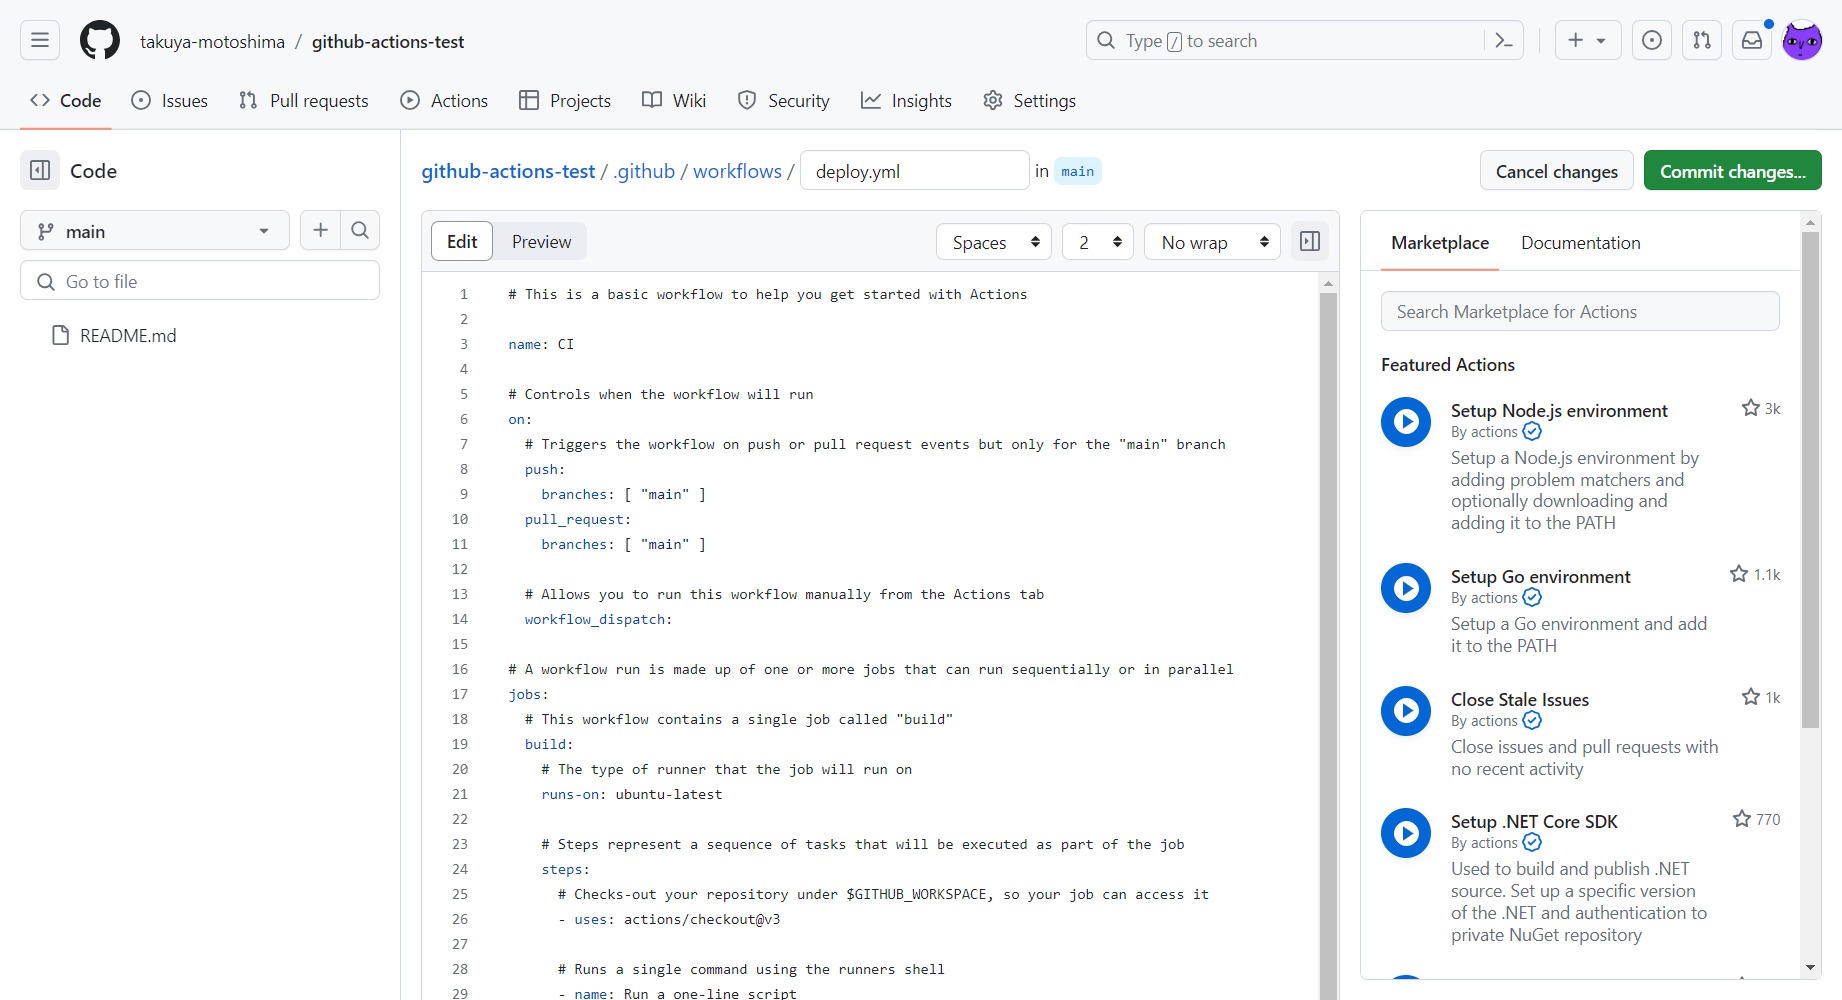 takuya-motoshima / github-actions-test
Type / to search
Code
Issues
Pull requests
Actions
Projects
Wiki
Security
Insights
Settings
Code
main
Go to file
README.md
github-actions-test / .github / workflows / deploy.yml in main
Cancel changes
Commit changes...
Edit
Preview
Spaces
2
No wrap
1 # This is a basic workflow to help you get started with Actions
2
3 name: CI
4
5 # Controls when the workflow will run
6 on:
7 # Triggers the workflow on push or pull request events but only for the "main" branch
8 push:
9 branches: [ "main" ]
10 pull_request:
11 branches: [ "main" ]
12
13 # Allows you to run this workflow manually from the Actions tab
14 workflow_dispatch:
15
16 # A workflow run is made up of one or more jobs that can run sequentially or in parallel
17 jobs:
18 # This workflow contains a single job called "build"
19 build:
20 # The type of runner that the job will run on
21 runs-on: ubuntu-latest
22
23 # Steps represent a sequence of tasks that will be executed as part of the job
24 steps:
25 # Checks-out your repository under $GITHUB_WORKSPACE, so your job can access it
26 - uses: actions/checkout@v3
27
28 # Runs a single command using the runners shell
29 - name: Run a one-line script
Marketplace
Documentation
Search Marketplace for Actions
Featured Actions
Setup Node.js environment
3k
By actions
Setup a Node.js environment by
adding problem matchers and
optionally downloading and
adding it to the PATH
Setup Go environment
1.1k
By actions
Setup a Go environment and add
it to the PATH
Close Stale Issues
1k
By actions
Close issues and pull requests with
no recent activity
Setup .NET Core SDK
770
By actions
Used to build and publish .NET
source. Set up a specific version
of the .NET and authentication to
private NuGet repository